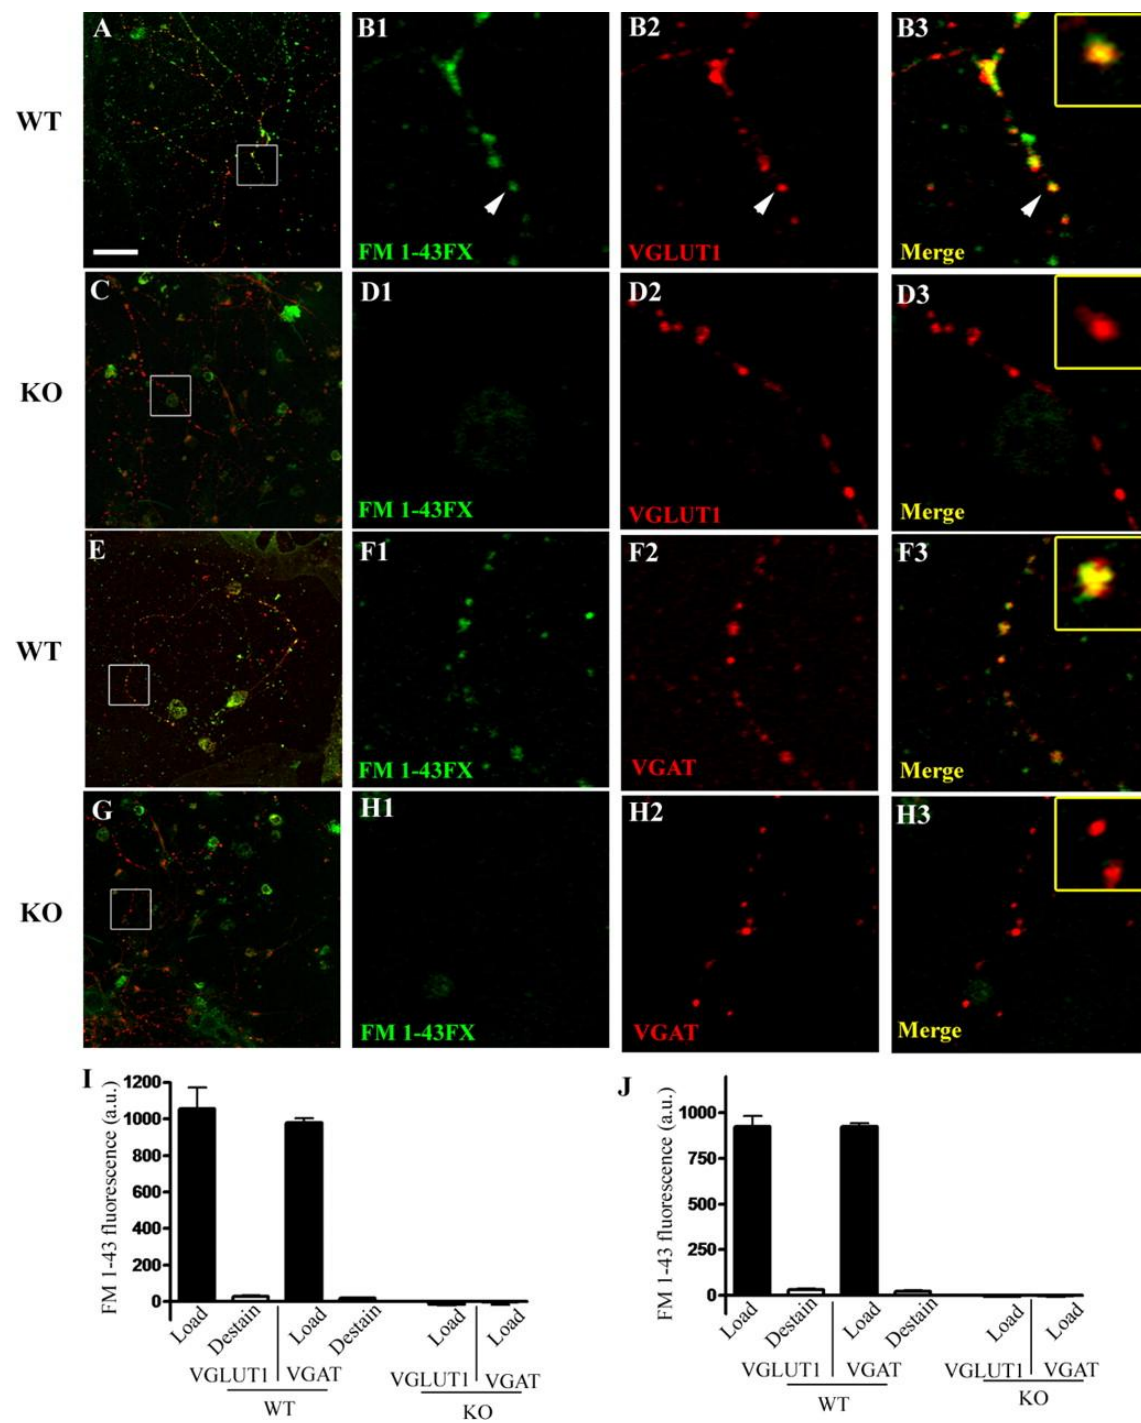 A
B1
B2
B3
WT
FM 1-43FX
VGLUT1
Merge
C
D1
D2
D3
KO
FM 1-43FX
VGLUT1
Merge
E
F1
F2
F3
WT
FM 1-43FX
VGAT
Merge
G
H1
H2
H3
KO
FM 1-43FX
VGAT
Merge
I
FM 1-43 fluorescence (a.u.)
1200
1000
800
600
400
200
0
Load
Destain
Load
Destain
Load
Load
VGLUT1
VGAT
VGLUT1
VGAT
WT
KO
J
FM 1-43 fluorescence (a.u.)
1000
750
500
250
0
Load
Destain
Load
Destain
Load
Load
VGLUT1
VGAT
VGLUT1
VGAT
WT
KO